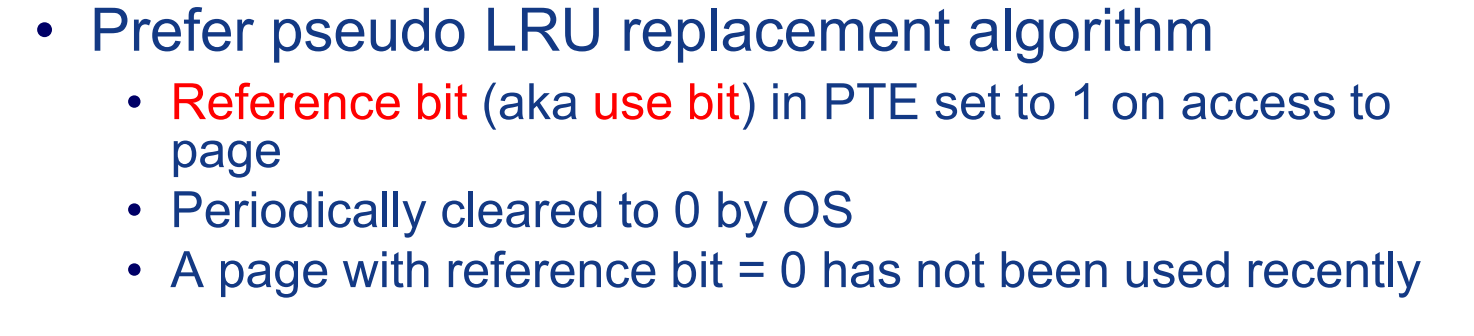 • Prefer pseudo LRU replacement algorithm
• Reference bit (aka use bit) in PTE set to 1 on access to
page
• Periodically cleared to 0 by OS
• A page with reference bit = 0 has not been used recently